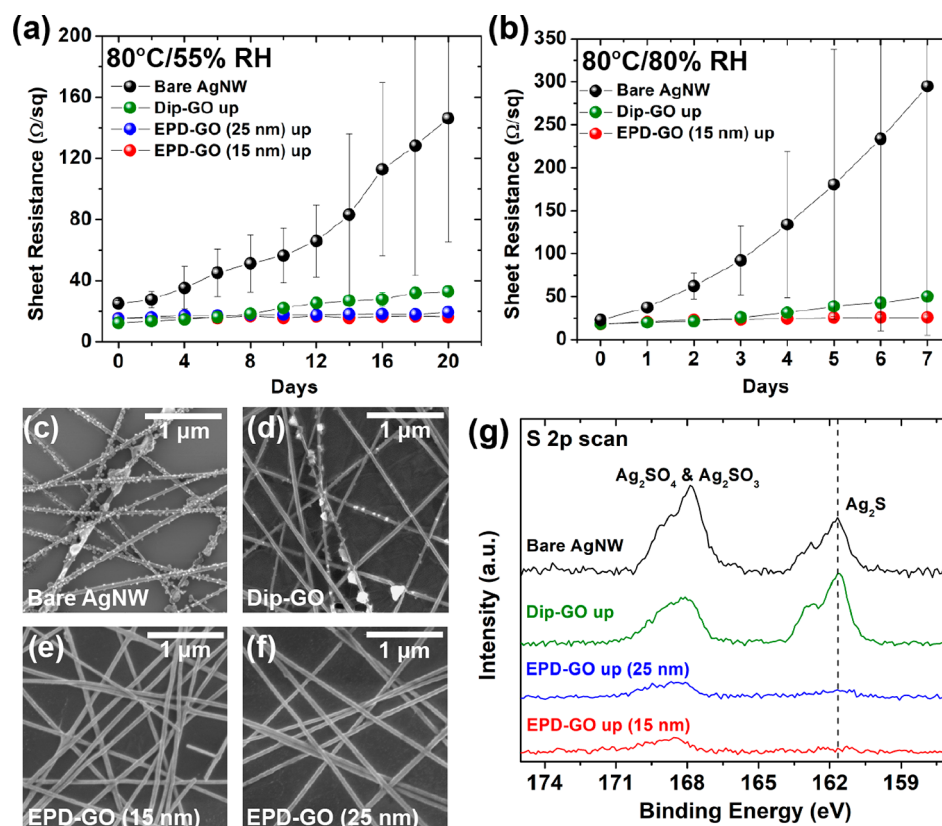 (a)
80°C/55% RH
Bare AgNW
Dip-GO up
EPD-GO (25 nm) up
EPD-GO (15 nm) up
Sheet Resistance (Ω/sq)
200
160
120
80
40
0
0 2 4 6 8 10 12 14 16 18 20
Days
(b)
80°C/80% RH
Bare AgNW
Dip-GO up
EPD-GO (15 nm) up
Sheet Resistance (Ω/sq)
350
300
250
200
150
100
50
0
0 1 2 3 4 5 6 7
Days
(c)
1 μm
Bare AgNW
(d)
1 μm
Dip-GO
(e)
1 μm
EPD-GO (15 nm)
(f)
1 μm
EPD-GO (25 nm)
(g)
S 2p scan
Ag₂SO₄ & Ag₂SO₃
Ag₂S
Bare AgNW
Dip-GO up
EPD-GO up (25 nm)
EPD-GO up (15 nm)
Intensity (a.u.)
174 171 168 165 162 159
Binding Energy (eV)